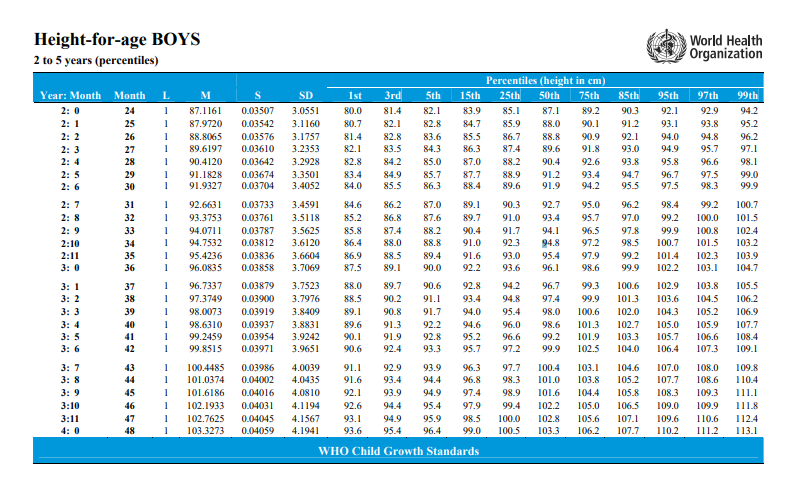 Height-for-age BOYS
2 to 5 years (percentiles)
World Health
Organization
Percentiles (height in cm)
Year: Month Month L M S SD 1st 3rd 5th 15th 25th 50th 75th 85th 95th 97th 99th
2: 0 24 1 87.1161 0.03507 3.0551 80.0 81.4 82.1 83.9 85.1 87.1 89.2 90.3 92.1 92.9 94.2
2: 1 25 1 87.9720 0.03542 3.1160 80.7 82.1 82.8 84.7 85.9 88.0 90.1 91.2 93.1 93.8 95.2
2: 2 26 1 88.8065 0.03576 3.1757 81.4 82.8 83.6 85.5 86.7 88.8 90.9 92.1 94.0 94.8 96.2
2: 3 27 1 89.6197 0.03610 3.2353 82.1 83.5 84.3 86.3 87.4 89.6 91.8 93.0 94.9 95.7 97.1
2: 4 28 1 90.4120 0.03642 3.2928 82.8 84.2 85.0 87.0 88.2 90.4 92.6 93.8 95.8 96.6 98.1
2: 5 29 1 91.1828 0.03674 3.3501 83.4 84.9 85.7 87.7 88.9 91.2 93.4 94.7 96.7 97.5 99.0
2: 6 30 1 91.9327 0.03704 3.4052 84.0 85.5 86.3 88.4 89.6 91.9 94.2 95.5 97.5 98.3 99.9
2: 7 31 1 92.6631 0.03733 3.4591 84.6 86.2 87.0 89.1 90.3 92.7 95.0 96.2 98.4 99.2 100.7
2: 8 32 1 93.3753 0.03761 3.5118 85.2 86.8 87.6 89.7 91.0 93.4 95.7 97.0 99.2 100.0 101.5
2: 9 33 1 94.0711 0.03787 3.5625 85.8 87.4 88.2 90.4 91.7 94.1 96.5 97.8 99.9 100.8 102.4
2:10 34 1 94.7532 0.03812 3.6120 86.4 88.0 88.8 91.0 92.3 94.8 97.2 98.5 100.7 101.5 103.2
2:11 35 1 95.4236 0.03836 3.6604 86.9 88.5 89.4 91.6 93.0 95.4 97.9 99.2 101.4 102.3 103.9
3: 0 36 1 96.0835 0.03858 3.7069 87.5 89.1 90.0 92.2 93.6 96.1 98.6 99.9 102.2 103.1 104.7
3: 1 37 1 96.7337 0.03879 3.7523 88.0 89.7 90.6 92.8 94.2 96.7 99.3 100.6 102.9 103.8 105.5
3: 2 38 1 97.3749 0.03900 3.7976 88.5 90.2 91.1 93.4 94.8 97.4 99.9 101.3 103.6 104.5 106.2
3: 3 39 1 98.0073 0.03919 3.8409 89.1 90.8 91.7 94.0 95.4 98.0 100.6 102.0 104.3 105.2 106.9
3: 4 40 1 98.6310 0.03937 3.8831 89.6 91.3 92.2 94.6 96.0 98.6 101.3 102.7 105.0 105.9 107.7
3: 5 41 1 99.2459 0.03954 3.9242 90.1 91.9 92.8 95.2 96.6 99.2 101.9 103.3 105.7 106.6 108.4
3: 6 42 1 99.8515 0.03971 3.9651 90.6 92.4 93.3 95.7 97.2 99.9 102.5 104.0 106.4 107.3 109.1
3: 7 43 1 100.4485 0.03986 4.0039 91.1 92.9 93.9 96.3 97.7 100.4 103.1 104.6 107.0 108.0 109.8
3: 8 44 1 101.0374 0.04002 4.0435 91.6 93.4 94.4 96.8 98.3 101.0 103.8 105.2 107.7 108.6 110.4
3: 9 45 1 101.6186 0.04016 4.0810 92.1 93.9 94.9 97.4 98.9 101.6 104.4 105.8 108.3 109.3 111.1
3:10 46 1 102.1933 0.04031 4.1194 92.6 94.4 95.4 97.9 99.4 102.2 105.0 106.5 109.0 109.9 111.8
3:11 47 1 102.7625 0.04045 4.1567 93.1 94.9 95.9 98.5 100.0 102.8 105.6 107.1 109.6 110.6 112.4
4: 0 48 1 103.3273 0.04059 4.1941 93.6 95.4 96.4 99.0 100.5 103.3 106.2 107.7 110.2 111.2 113.1
WHO Child Growth Standards